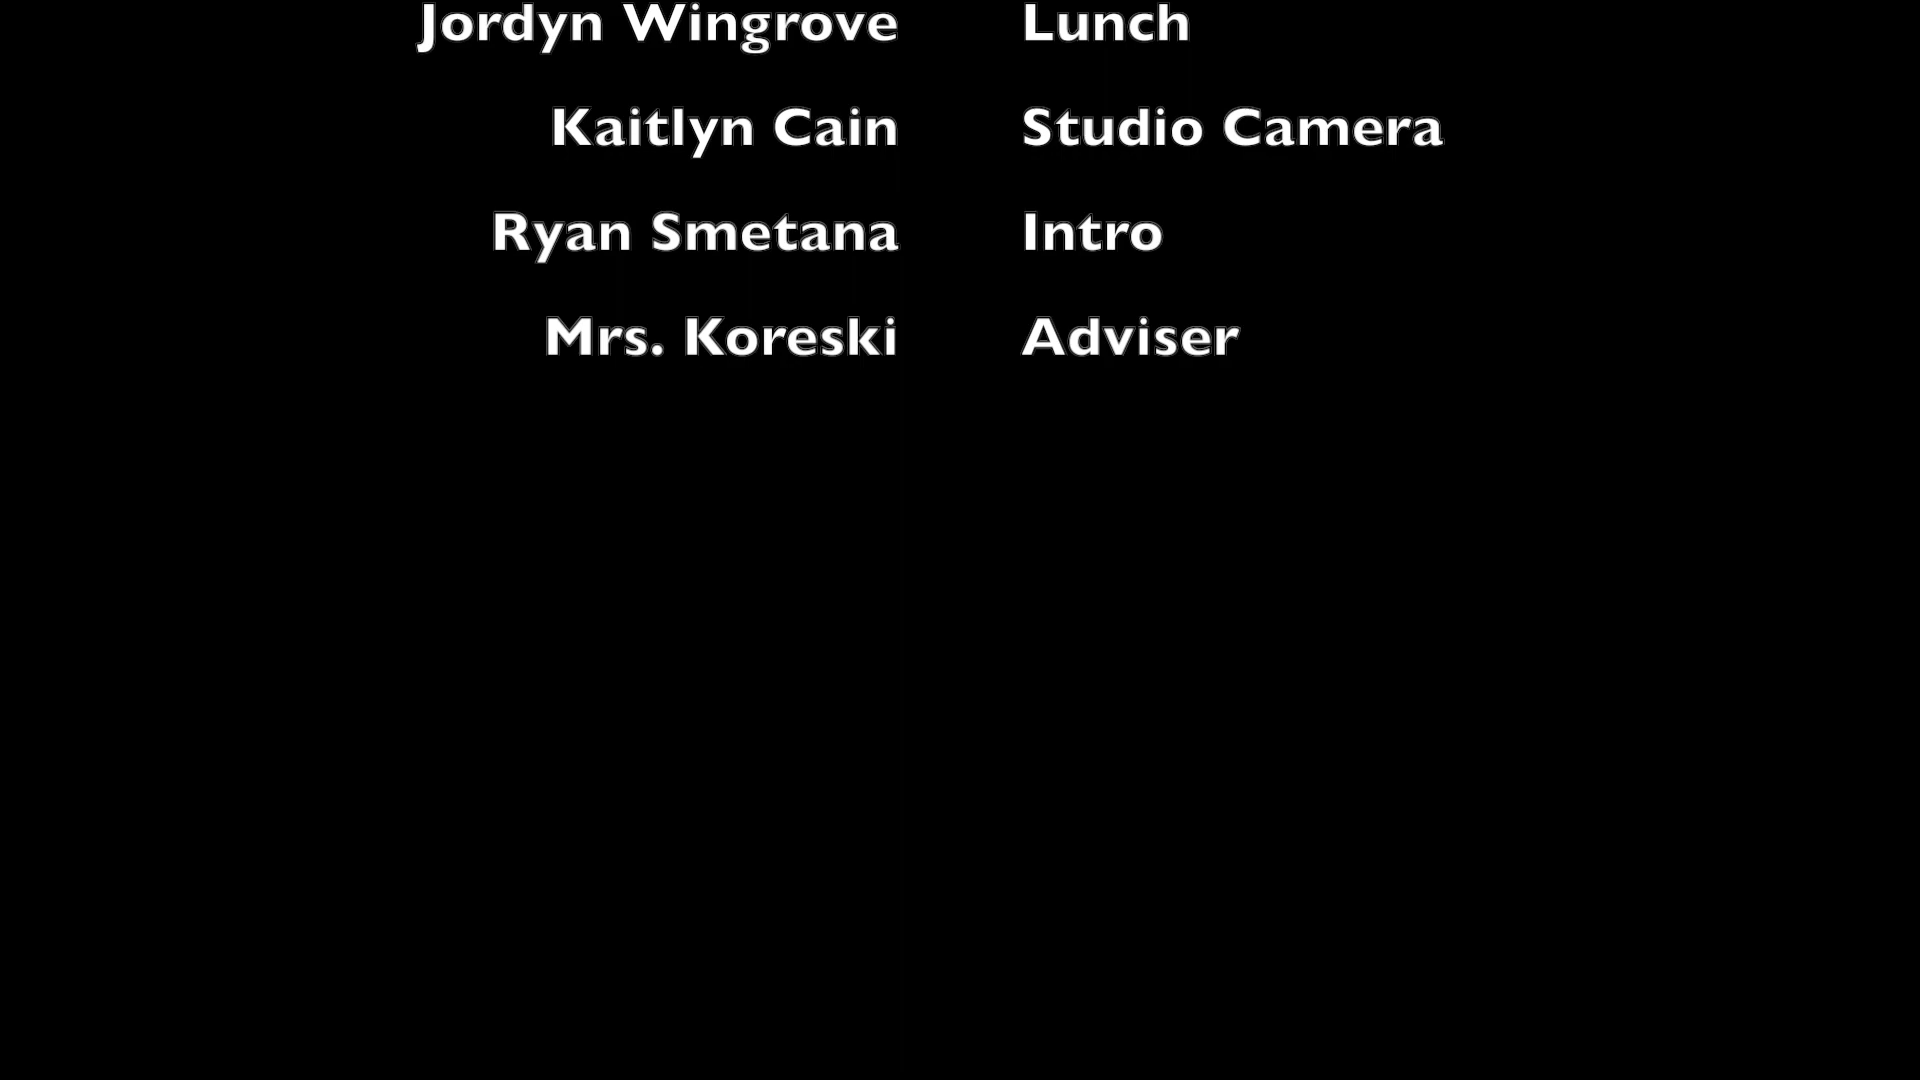 Jordyn Wingrove Lunch
Kaitlyn Cain Studio Camera
Ryan Smetana Intro
Mrs. Koreski Adviser